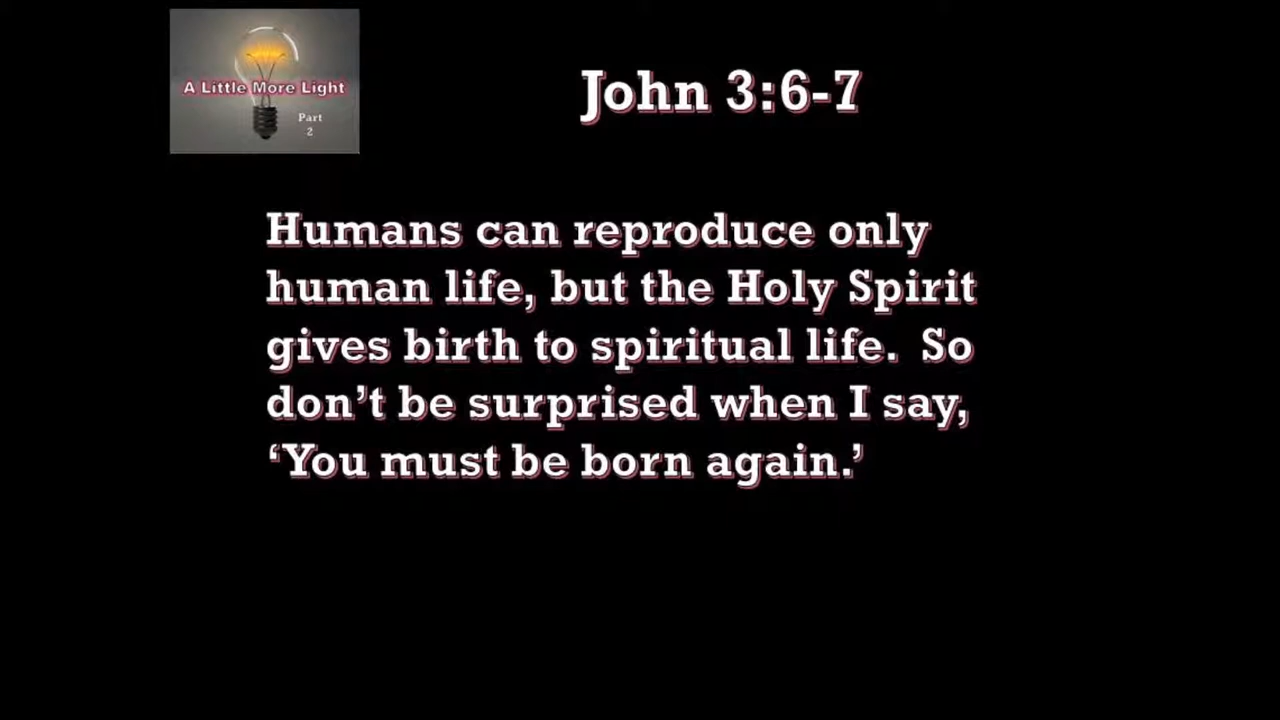 A Little More Light
Part
2
John 3:6-7
Humans can reproduce only
human life, but the Holy Spirit
gives birth to spiritual life.  So
don’t be surprised when I say,
‘You must be born again.’